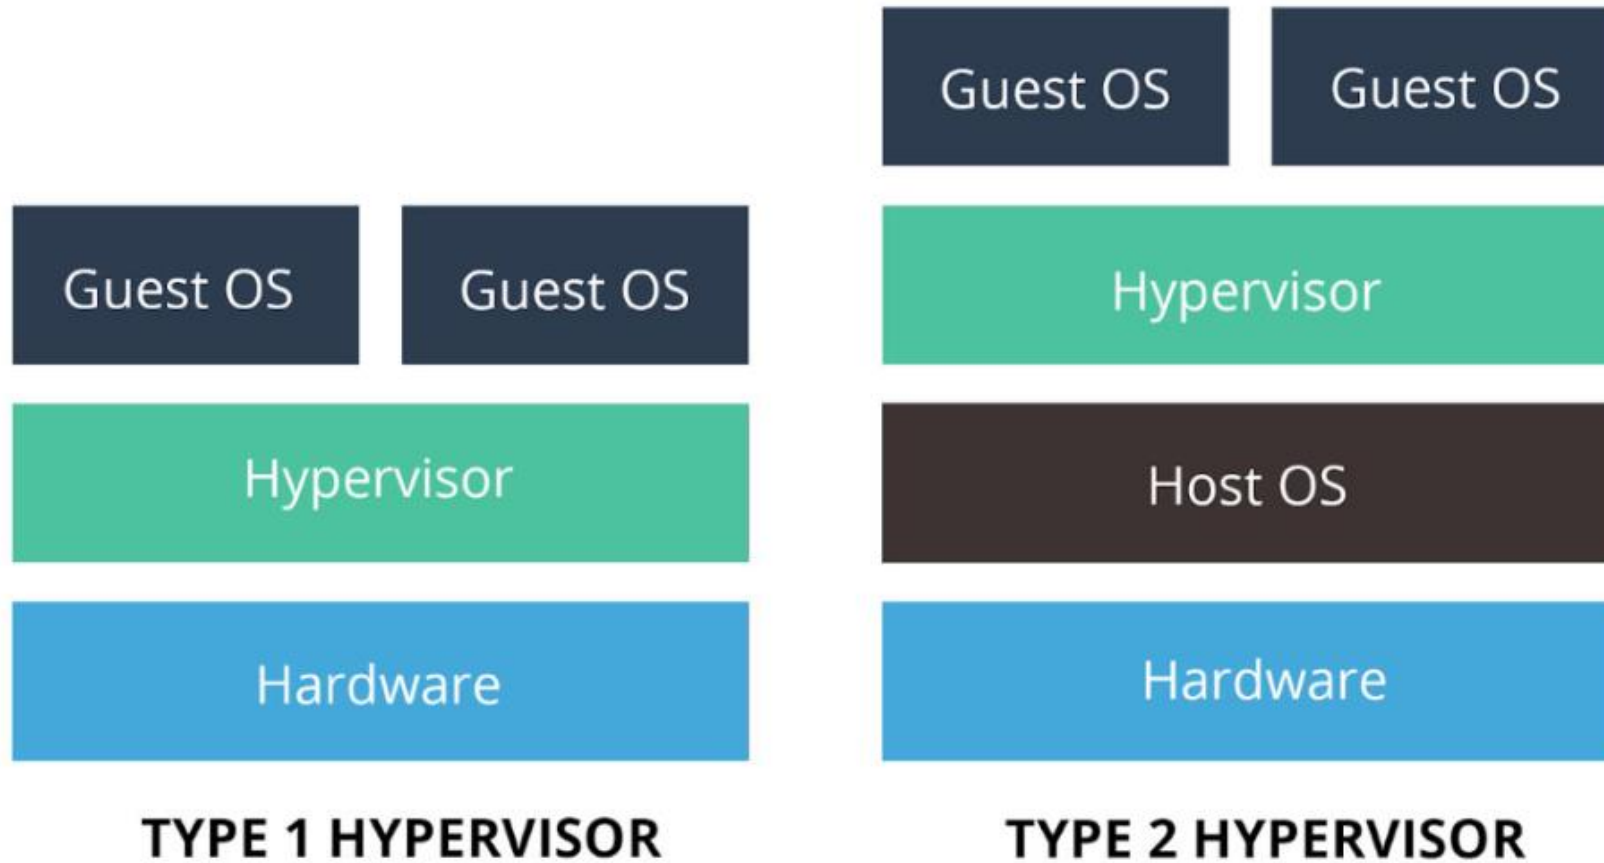 Guest OS
Guest OS
Hypervisor
Hardware
TYPE 1 HYPERVISOR
Guest OS
Guest OS
Hypervisor
Host OS
Hardware
TYPE 2 HYPERVISOR